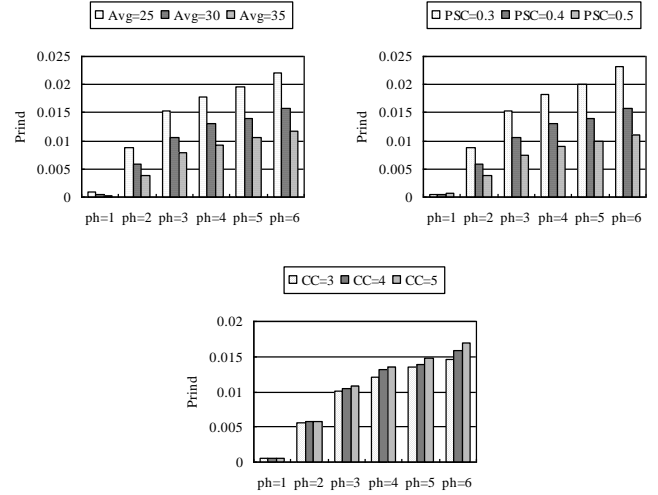 Avg=25 Avg=30 Avg=35
0.025
0.02
0.015
0.01
0.005
0
Prind
ph=1 ph=2 ph=3 ph=4 ph=5 ph=6
PSC=0.3 PSC=0.4 PSC=0.5
0.025
0.02
0.015
0.01
0.005
0
Prind
ph=1 ph=2 ph=3 ph=4 ph=5 ph=6
CC=3 CC=4 CC=5
0.02
0.015
0.01
0.005
0
Prind
ph=1 ph=2 ph=3 ph=4 ph=5 ph=6